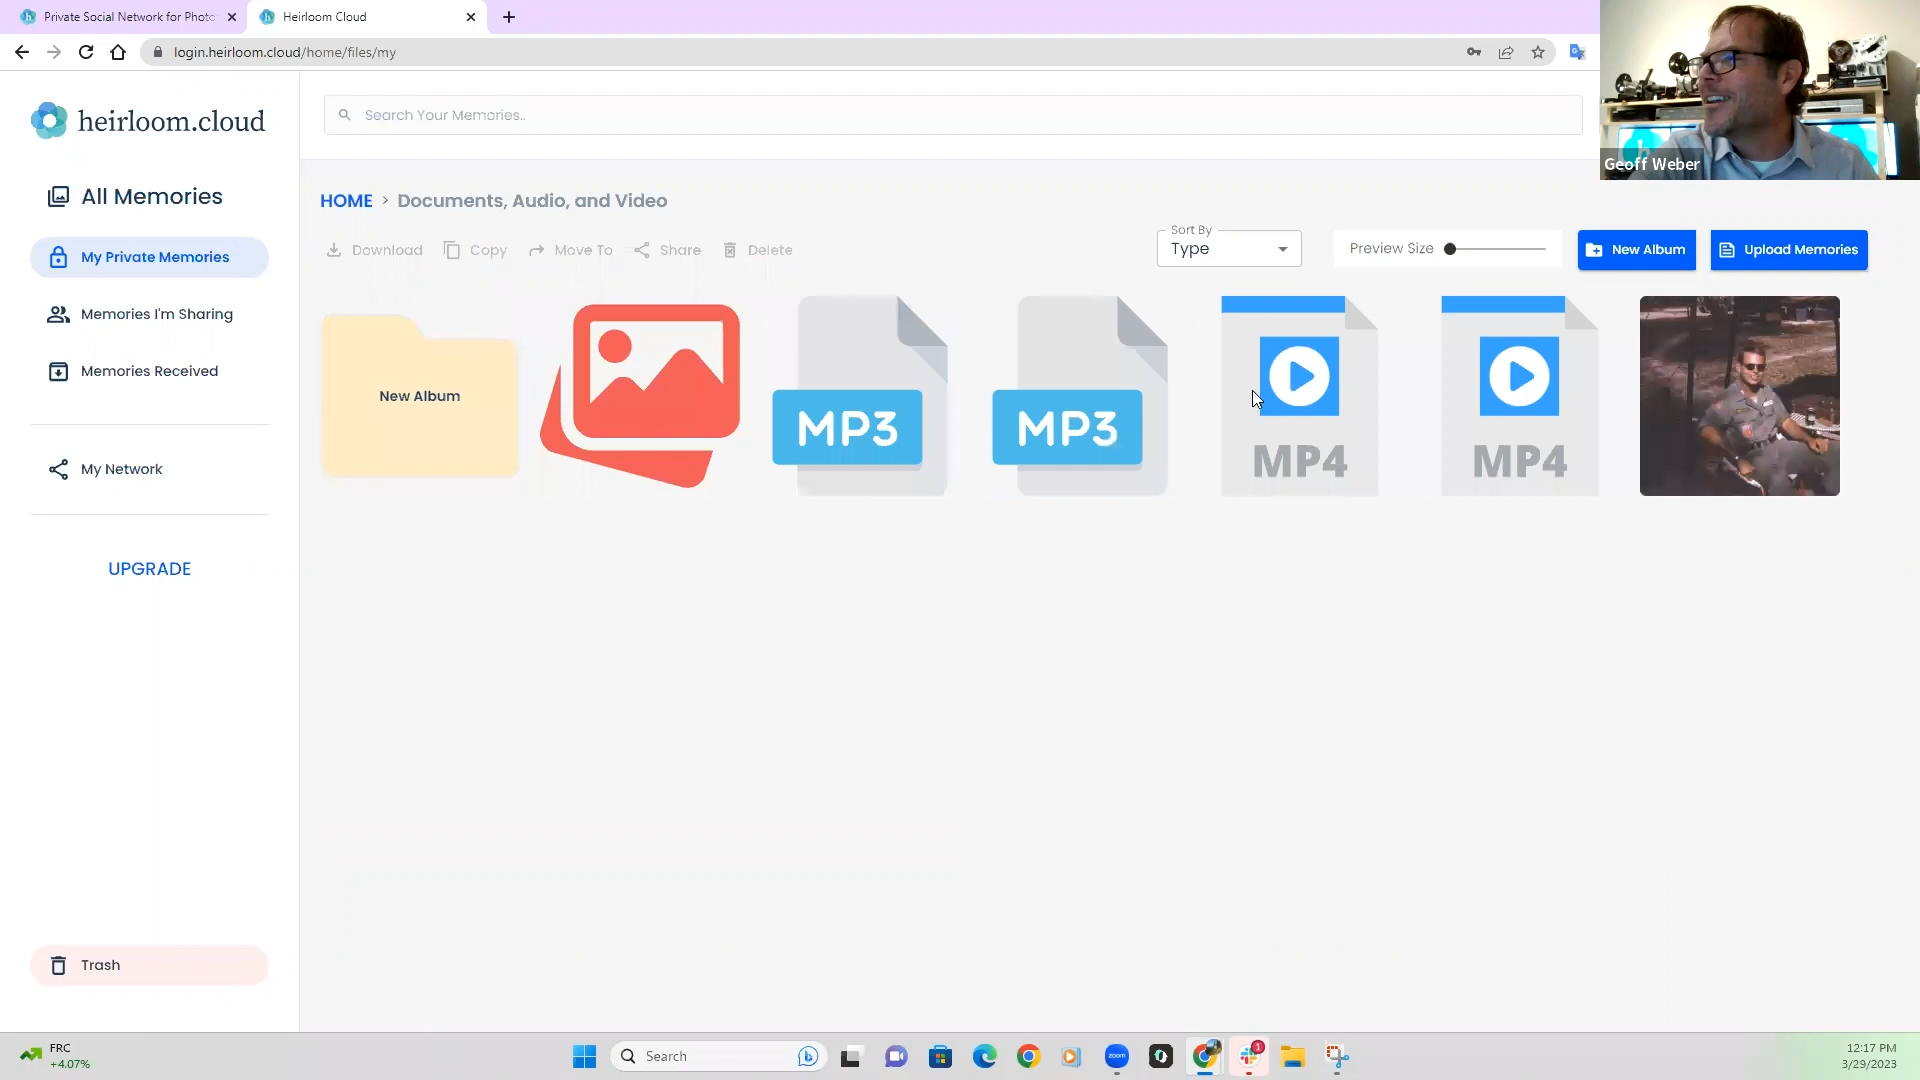 Private Social Network for Photo
Heirloom Cloud
login.heirloom.cloud/home/files/my
Geoff Weber
heirloom.cloud
Search Your Memories..
All Memories
HOME > Documents, Audio, and Video
Sort By
Download
Copy
Move To
Share
Delete
Type
Preview Size
New Album
Upload Memories
My Private Memories
Memories I'm Sharing
Memories Received
My Network
UPGRADE
Trash
New Album
MP3
MP3
MP4
MP4
FRC
+4.07%
Search
zoom
1
12:17 PM
3/29/2023